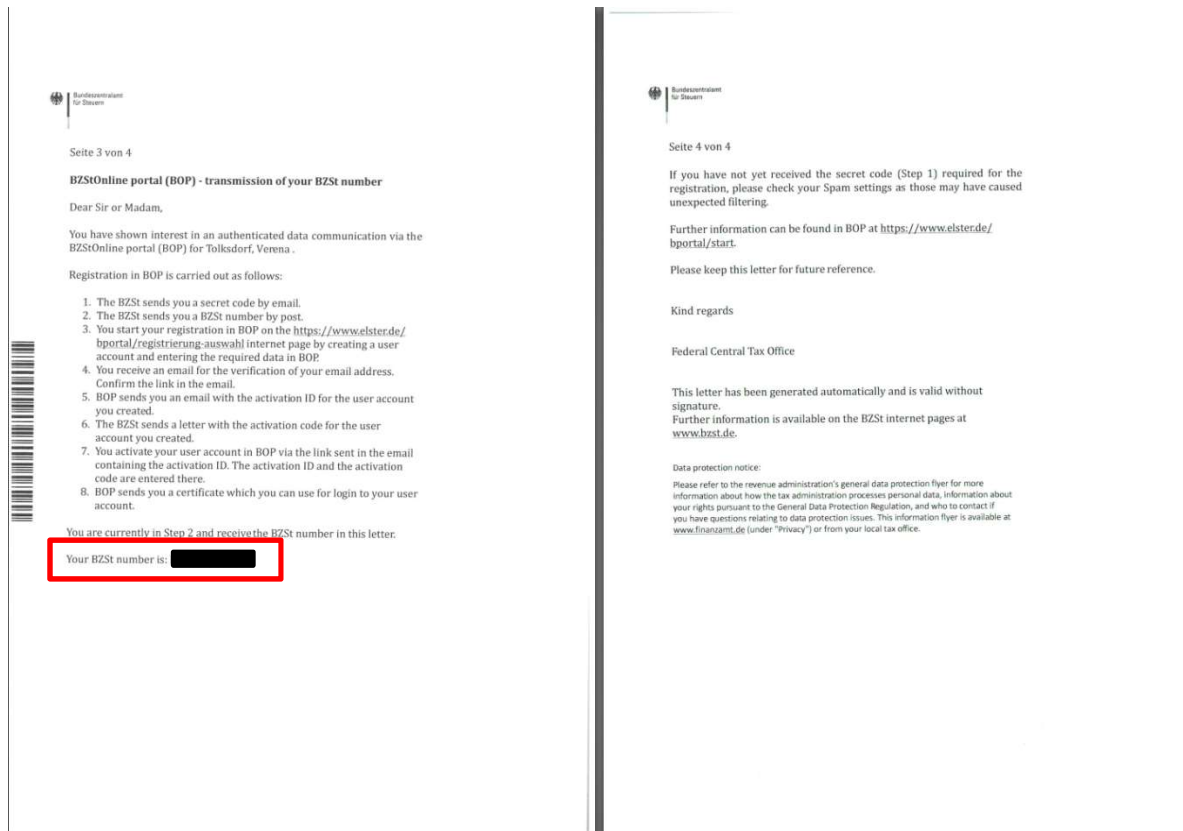 Bundeszentralamt
für Steuern
Seite 3 von 4
BZStOnline portal (BOP) - transmission of your BZSt number
Dear Sir or Madam,
You have shown interest in an authenticated data communication via the
BZStOnline portal (BOP) for Tolksdorf, Verena .
Registration in BOP is carried out as follows:
1. The BZSt sends you a secret code by email.
2. The BZSt sends you a BZSt number by post.
3. You start your registration in BOP on the https://www.elster.de/
bportal/registrierung-auswahl internet page by creating a user
account and entering the required data in BOP.
4. You receive an email for the verification of your email address.
Confirm the link in the email.
5. BOP sends you an email with the activation ID for the user account
you created.
6. The BZSt sends a letter with the activation code for the user
account you created.
7. You activate your user account in BOP via the link sent in the email
containing the activation ID. The activation ID and the activation
code are entered there.
8. BOP sends you a certificate which you can use for login to your user
account.
You are currently in Step 2 and receive the BZSt number in this letter.
Your BZSt number is:
Bundeszentralamt
für Steuern
Seite 4 von 4
If you have not yet received the secret code (Step 1) required for the
registration, please check your Spam settings as those may have caused
unexpected filtering.
Further information can be found in BOP at https://www.elster.de/
bportal/start.
Please keep this letter for future reference.
Kind regards
Federal Central Tax Office
This letter has been generated automatically and is valid without
signature.
Further information is available on the BZSt internet pages at
www.bzst.de.
Data protection notice:
Please refer to the revenue administration's general data protection flyer for more
information about how the tax administration processes personal data, information about
your rights pursuant to the General Data Protection Regulation, and who to contact if
you have questions relating to data protection issues. This information flyer is available at
www.finanzamt.de (under "Privacy") or from your local tax office.